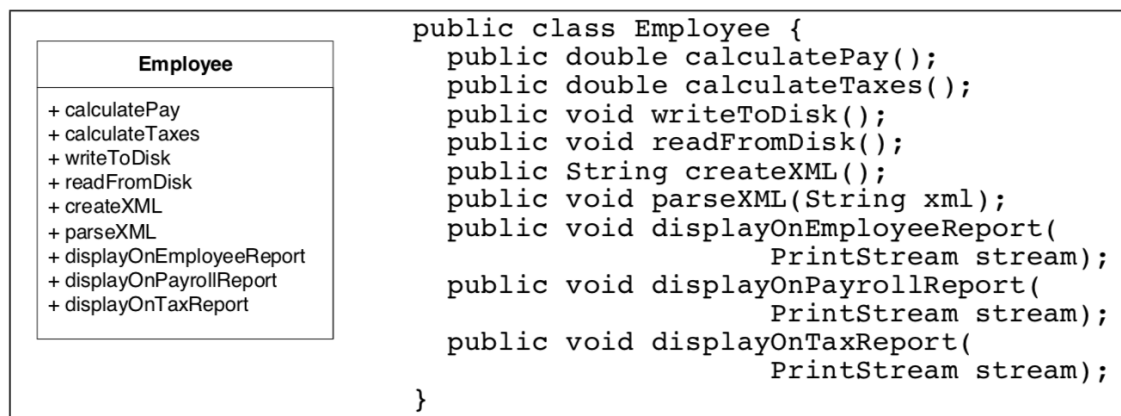 Employee
+ calculatePay
+ calculateTaxes
+ writeToDisk
+ readFromDisk
+ createXML
+ parseXML
+ displayOnEmployeeReport
+ displayOnPayrollReport
+ displayOnTaxReport
public class Employee {
  public double calculatePay();
  public double calculateTaxes();
  public void writeToDisk();
  public void readFromDisk();
  public String createXML();
  public void parseXML(String xml);
  public void displayOnEmployeeReport(
                     PrintStream stream);
  public void displayOnPayrollReport(
                     PrintStream stream);
  public void displayOnTaxReport(
                     PrintStream stream);
}